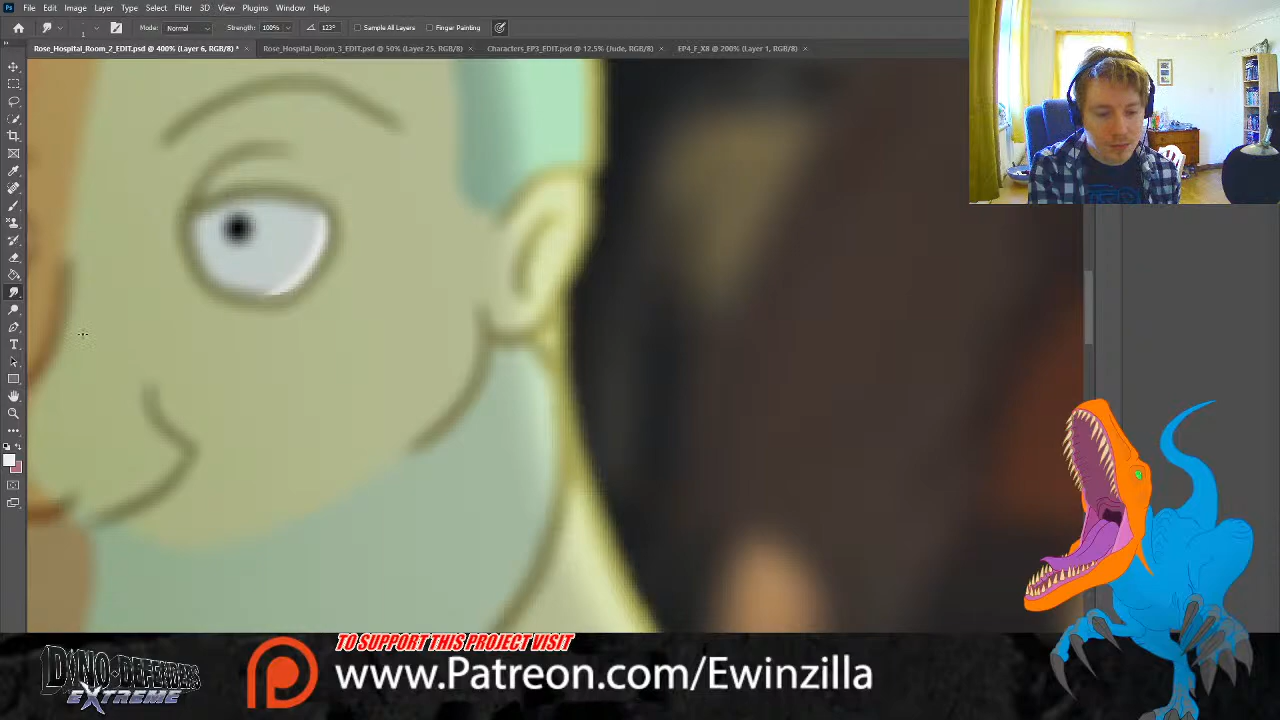 Ps File Edit Image Layer Type Select Filter 3D View Plugins Window Help
1 Mode: Normal Strength: 100% 123° Sample All Layers Finger Painting
Rose_Hospital_Room_2_EDIT.psd @ 400% (Layer 6, RGB/8) * × Rose_Hospital_Room_3_EDIT.psd @ 50% (Layer 25, RGB/8) × Characters_EP3_EDIT.psd @ 12.5% (Jude, RGB/8) × EP4_F_X8 @ 200% (Layer 1, RGB/8) ×
T
TO SUPPORT THIS PROJECT VISIT
www.Patreon.com/Ewinzilla
DINO-DEFENDERS
EXTREME